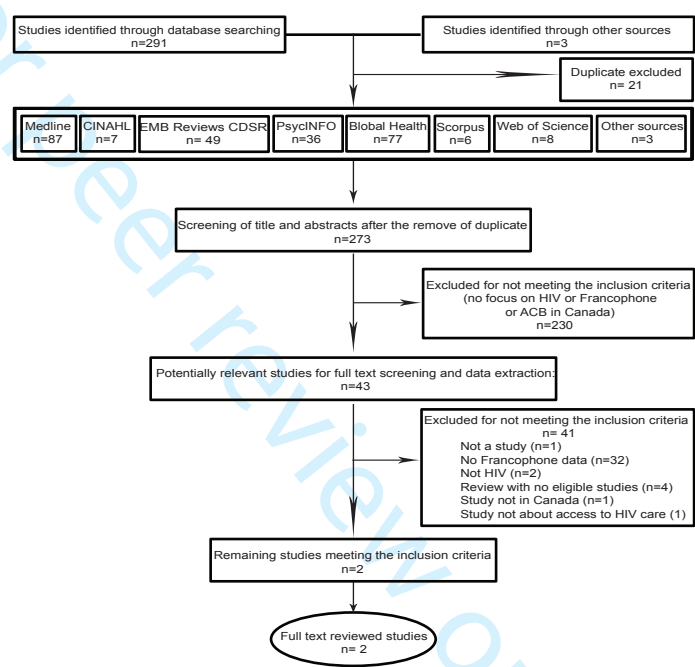 Studies identified through database searching
n=291
Studies identified through other sources
n=3
Duplicate excluded
n= 21
Medline
n=87
CINAHL
n=7
EMB Reviews CDSR
n= 49
PsycINFO
n=36
Blobal Health
n=77
Scorpus
n=6
Web of Science
n=8
Other sources
n=3
Screening of title and abstracts after the remove of duplicate
n=273
Excluded for not meeting the inclusion criteria
(no focus on HIV or Francophone
or ACB in Canada)
n=230
Potentially relevant studies for full text screening and data extraction:
n=43
Excluded for not meeting the inclusion criteria
n= 41
Not a study (n=1)
No Francophone data (n=32)
Not HIV (n=2)
Review with no eligible studies (n=4)
Study not in Canada (n=1)
Study not about access to HIV care (1)
Remaining studies meeting the inclusion criteria
n=2
Full text reviewed studies
n= 2
peer review